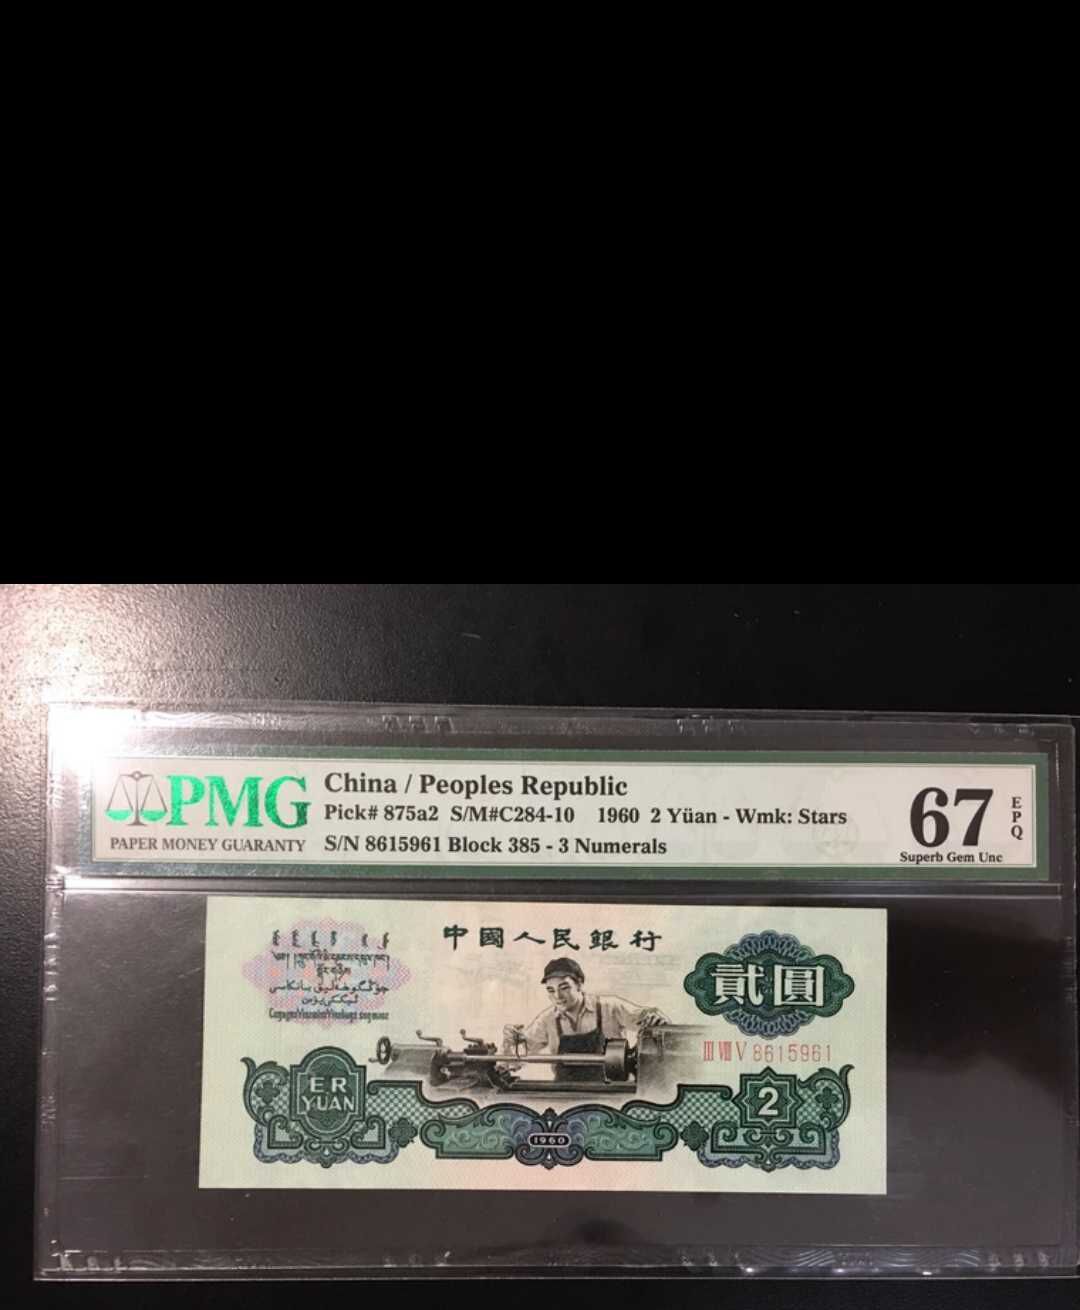 PMG
PAPER MONEY GUARANTY
China / Peoples Republic
Pick# 875a2 S/M#C284-10 1960 2 Yüan - Wmk: Stars
S/N 8615961 Block 385 - 3 Numerals
67
EPQ
Superb Gem Unc
中國人民銀行
貳圓
III VIII V 8615961
ER
YUAN
2
1960